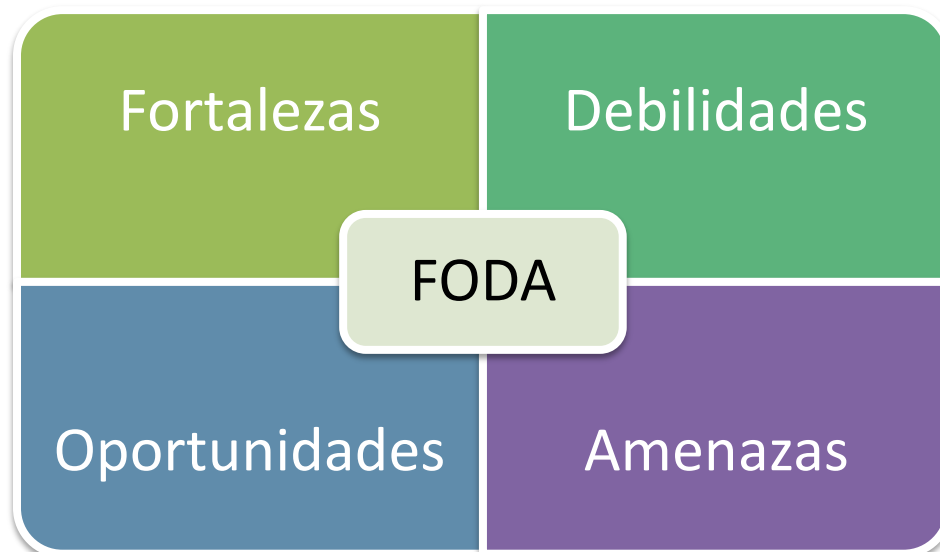 Fortalezas
Debilidades
FODA
Oportunidades
Amenazas